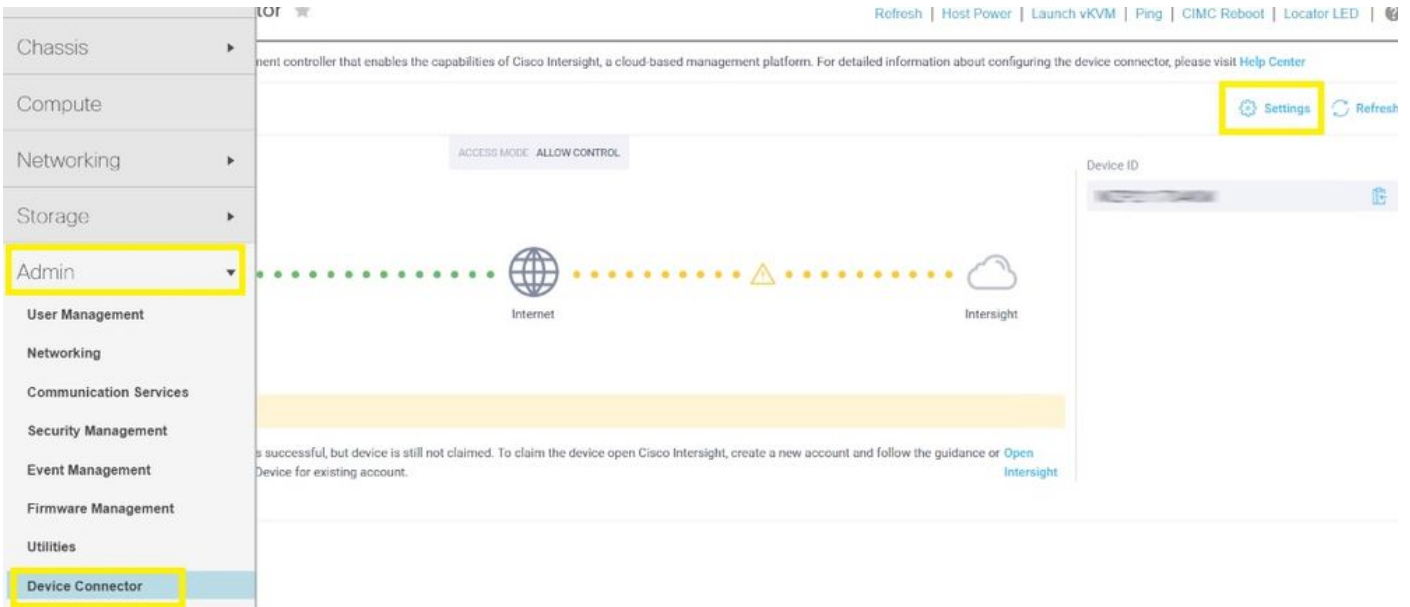 tor
Refresh | Host Power | Launch vKVM | Ping | CIMC Reboot | Locator LED |
Chassis
ment controller that enables the capabilities of Cisco Intersight, a cloud-based management platform. For detailed information about configuring the device connector, please visit Help Center
Compute
Settings Refresh
Networking
ACCESS MODE ALLOW CONTROL
Device ID
Storage
Admin
Internet
Intersight
User Management
Networking
Communication Services
Security Management
s successful, but device is still not claimed. To claim the device open Cisco Intersight, create a new account and follow the guidance or Open
Device for existing account. Intersight
Event Management
Firmware Management
Utilities
Device Connector